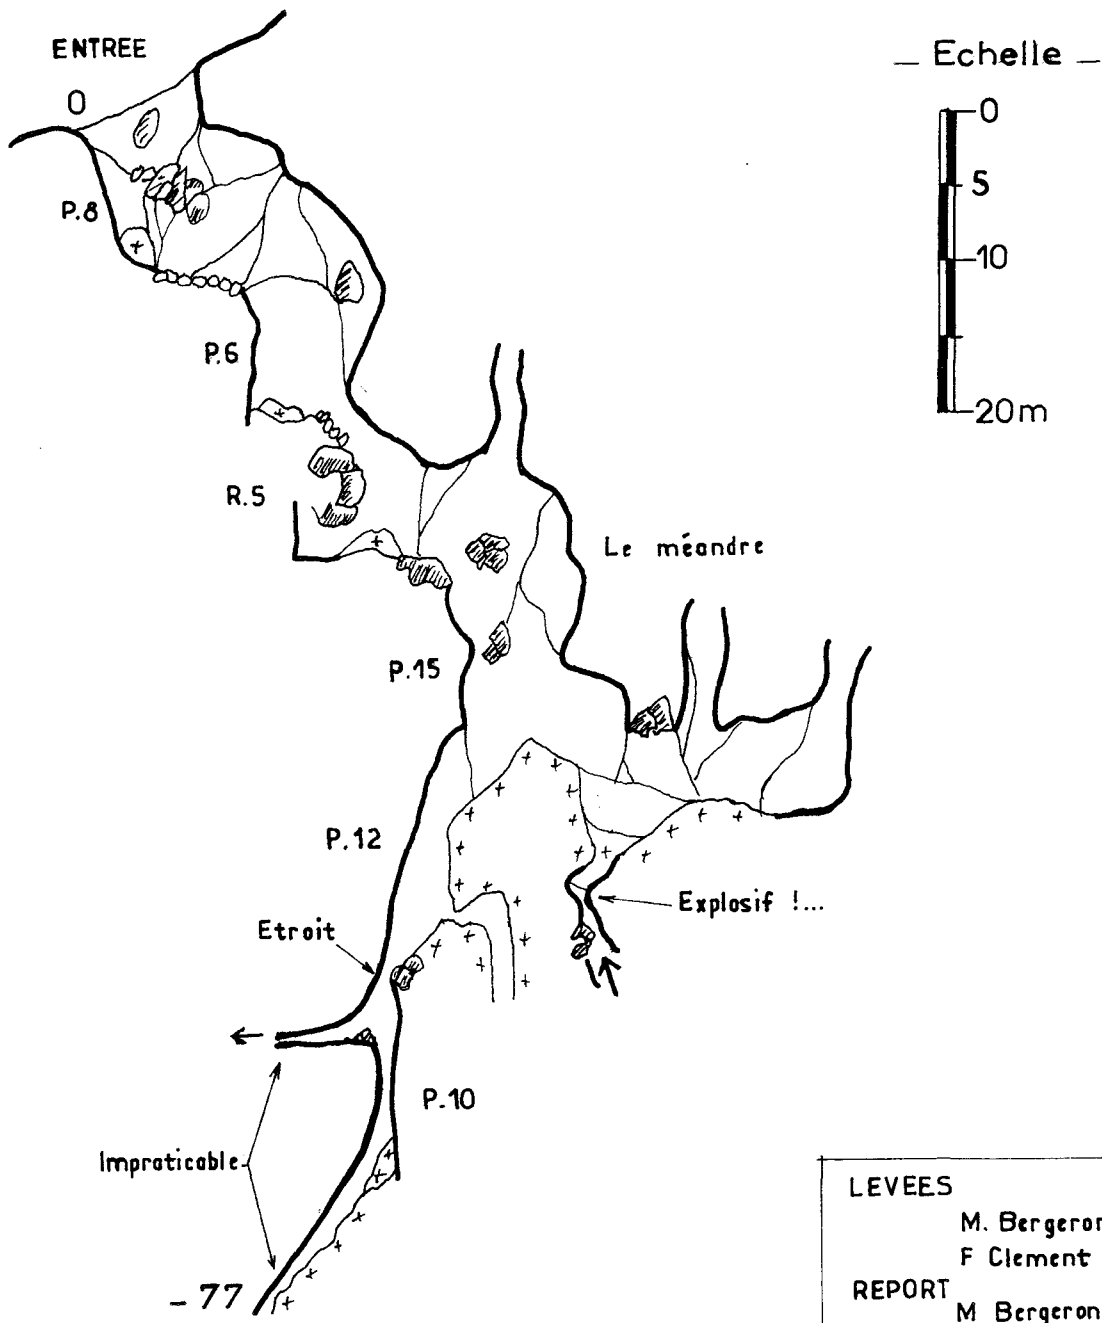 ENTREE
0
P.8
P.6
R.5
P.15
P.12
Etroit
P.10
Impraticable
- 77
Le méandre
Explosif !...
_ Echelle _
0
5
10
20m
LEVEES
M. Bergeron
F Clement
REPORT
M Bergeron